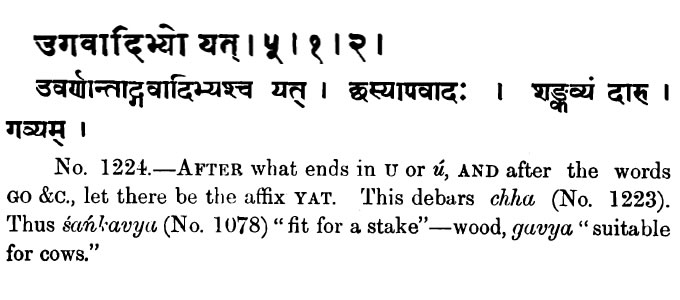 उगवादिभ्यो यत् । ५ । १ । २ ।
उवर्णान्ताद्गवादिभ्यश्च यत् । छस्यापवादः । शङ्कव्यं दारु ।
गव्यम् ।
No. 1224.—AFTER what ends in U or ú, AND after the words
GO &C., let there be the affix YAT. This debars chha (No. 1223).
Thus śaṅkavya (No. 1078) “fit for a stake”—wood, gavya “suitable
for cows.”